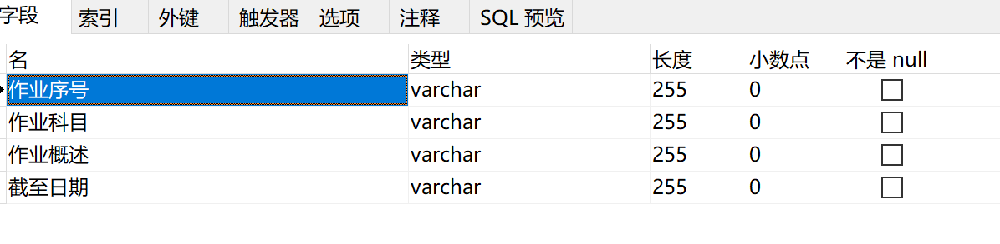 字段 索引 外键 触发器 选项 注释 SQL 预览
名 类型 长度 小数点 不是 null
作业序号 varchar 255 0
作业科目 varchar 255 0
作业概述 varchar 255 0
截至日期 varchar 255 0